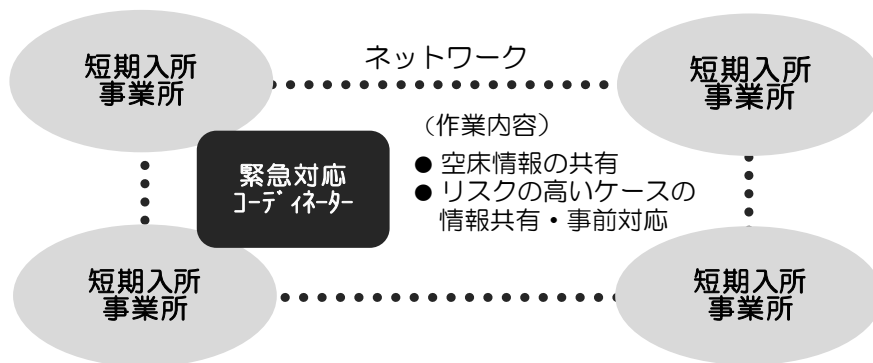 短期入所
事業所
ネットワーク
短期入所
事業所
（作業内容）
緊急対応
ｺｰﾃﾞｨﾈｰﾀｰ
● 空床情報の共有
● リスクの高いケースの
情報共有・事前対応
短期入所
事業所
短期入所
事業所